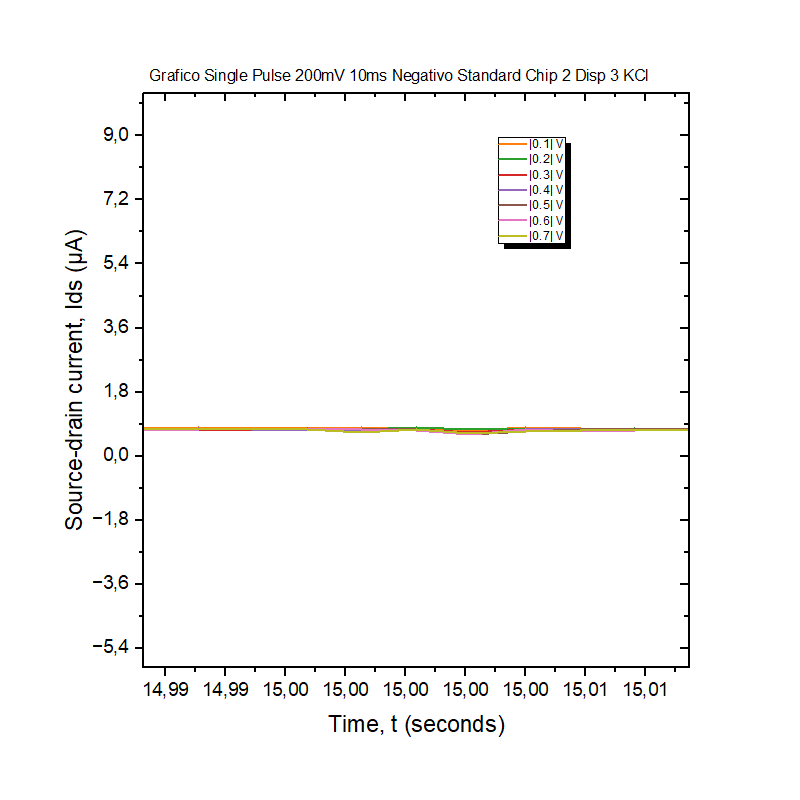 Grafico Single Pulse 200mV 10ms Negativo Standard Chip 2 Disp 3 KCl
|0.1| V
|0.2| V
|0.3| V
|0.4| V
|0.5| V
|0.6| V
|0.7| V
9,0
7,2
5,4
3,6
1,8
0,0
−1,8
−3,6
−5,4
Source-drain current, Ids (μA)
14,99 14,99 15,00 15,00 15,00 15,00 15,00 15,01 15,01
Time, t (seconds)